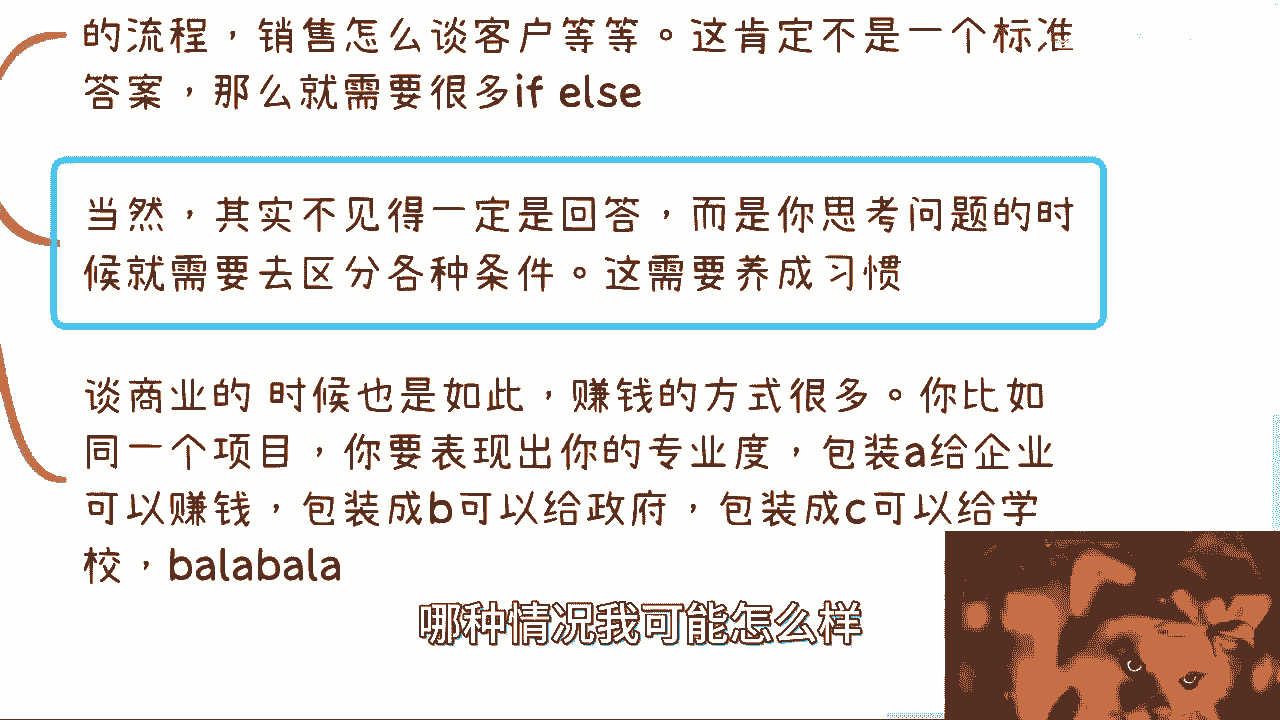 的流程，销售怎么谈客户等等。这肯定不是一个标准
答案，那么就需要很多if else
当然，其实不见得一定是回答，而是你思考问题的时
候就需要去区分各种条件。这需要养成习惯
谈商业的 时候也是如此，赚钱的方式很多。你比如
同一个项目，你要表现出你的专业度，包装a给企业
可以赚钱，包装成b可以给政府，包装成c可以给学
校，balabala
哪种情况我可能怎么样